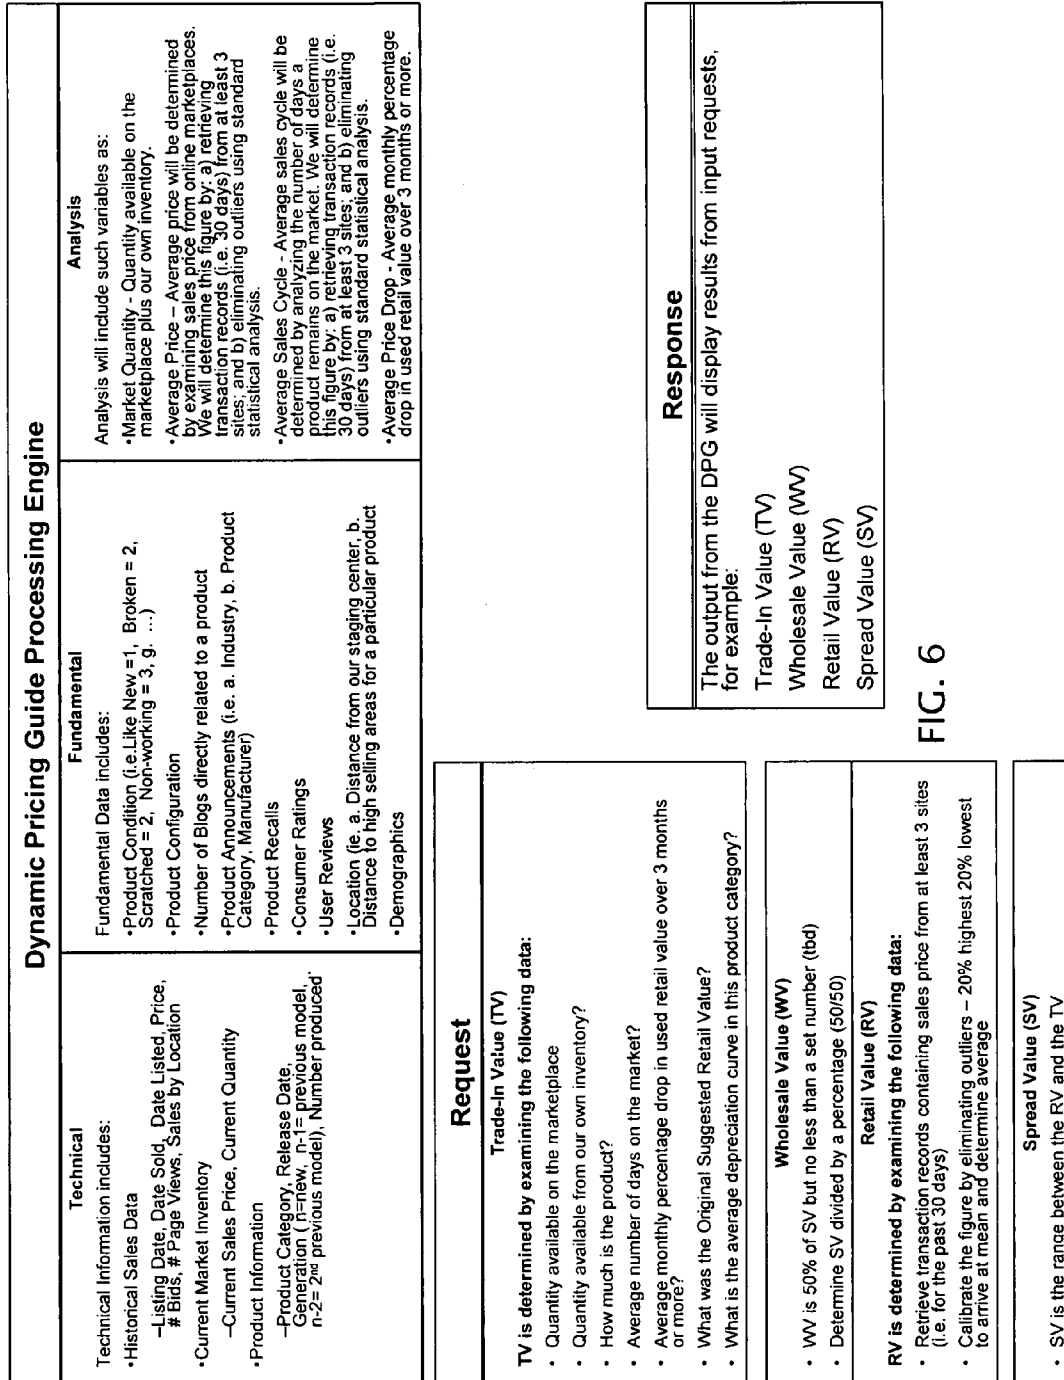 Dynamic Pricing Guide Processing Engine
Technical
Technical Information includes:
•Historical Sales Data
–Listing Date, Date Sold, Date Listed, Price,
# Bids, # Page Views, Sales by Location
•Current Market Inventory
–Current Sales Price, Current Quantity
•Product Information
–Product Category, Release Date,
Generation ( n=new, n-1= previous model,
n-2= 2nd previous model), Number produced
Fundamental
Fundamental Data includes:
•Product Condition (i.e.Like New =1, Broken = 2,
Scratched = 2, Non-working = 3, g. ...)
•Product Configuration
•Number of Blogs directly related to a product
•Product Announcements (i.e. a. Industry, b. Product
Category, Manufacturer)
•Product Recalls
•Consumer Ratings
•User Reviews
•Location (ie. a. Distance from our staging center, b.
Distance to high selling areas for a particular product
•Demographics
Analysis
Analysis will include such variables as:
•Market Quantity - Quantity available on the
marketplace plus our own inventory.
•Average Price – Average price will be determined
by examining sales price from online marketplaces.
We will determine this figure by: a) retrieving
transaction records (i.e. 30 days) from at least 3
sites; and b) eliminating outliers using standard
statistical analysis.
•Average Sales Cycle - Average sales cycle will be
determined by analyzing the number of days a
product remains on the market. We will determine
this figure by: a) retrieving transaction records (i.e.
30 days) from at least 3 sites; and b) eliminating
outliers using standard statistical analysis.
•Average Price Drop - Average monthly percentage
drop in used retail value over 3 months or more.
Request
Trade-In Value (TV)
TV is determined by examining the following data:
• Quantity available on the marketplace
• Quantity available from our own inventory?
• How much is the product?
• Average number of days on the market?
• Average monthly percentage drop in used retail value over 3 months
or more?
• What was the Original Suggested Retail Value?
• What is the average depreciation curve in this product category?
Wholesale Value (WV)
• WV is 50% of SV but no less than a set number (tbd)
• Determine SV divided by a percentage (50/50)
Retail Value (RV)
RV is determined by examining the following data:
• Retrieve transaction records containing sales price from at least 3 sites
(i.e. for the past 30 days)
• Calibrate the figure by eliminating outliers – 20% highest 20% lowest
to arrive at mean and determine average
Spread Value (SV)
• SV is the range between the RV and the TV
Response
The output from the DPG will display results from input requests,
for example:
Trade-In Value (TV)
Wholesale Value (WV)
Retail Value (RV)
Spread Value (SV)
FIG. 6